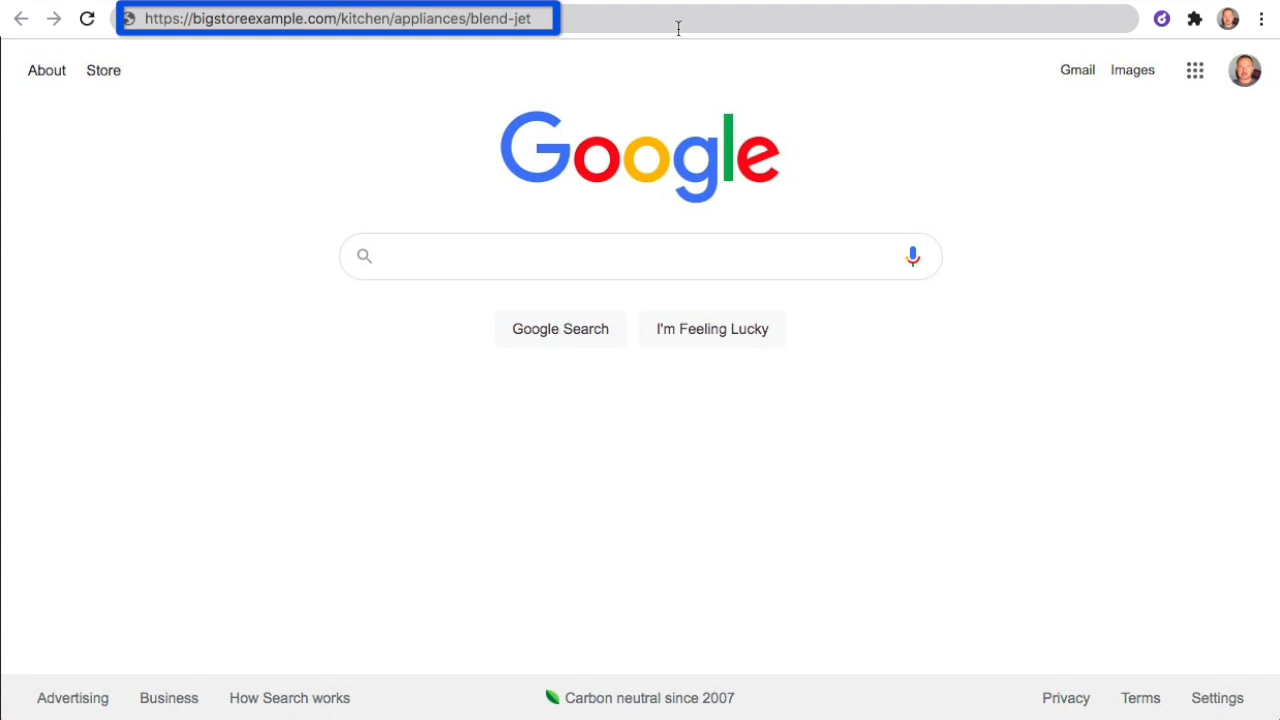 https://bigstoreexample.com/kitchen/appliances/blend-jet
About Store Gmail Images
Google
Google Search I'm Feeling Lucky
Advertising Business How Search works Carbon neutral since 2007 Privacy Terms Settings